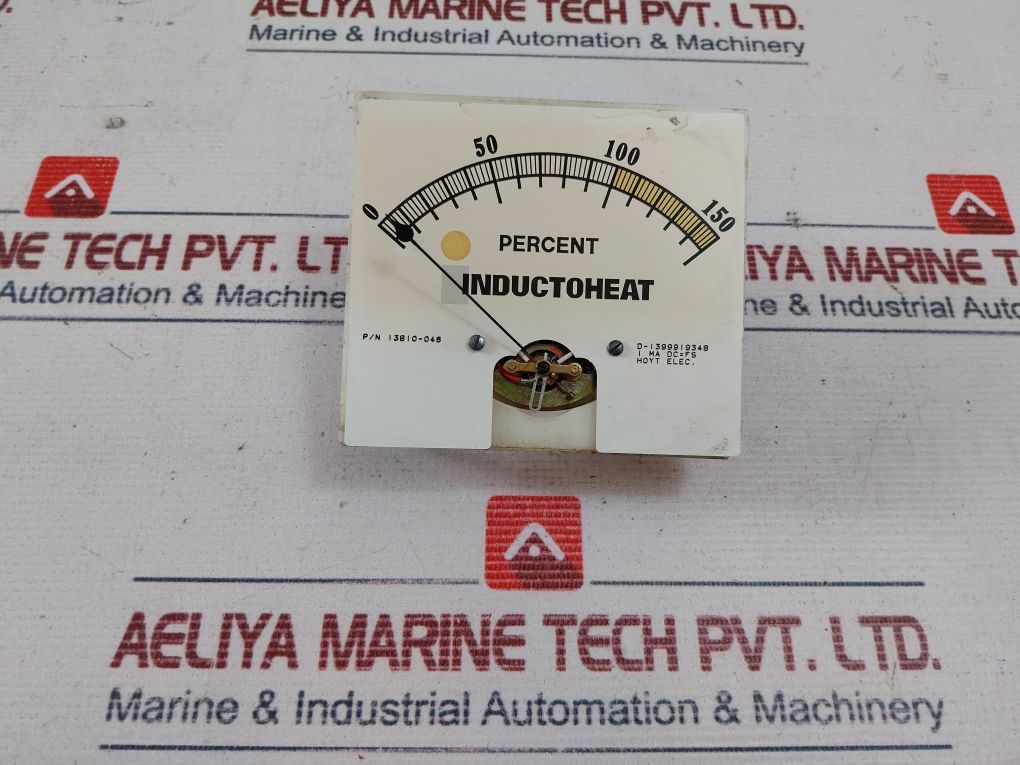 AELIYA MARINE TECH PVT. LTD.
Marine & Industrial Automation & Machinery
NE TECH PVT. LT
Automation & Machine
IYA MARINE T
ne & Industrial Auto
0 50 100 150
PERCENT
INDUCTOHEAT
P/N 13810-046
D-139991934B
1 MA DC=FS
HOYT ELEC.
AELIYA MARINE TECH PVT. LTD.
Marine & Industrial Automation & Machinery